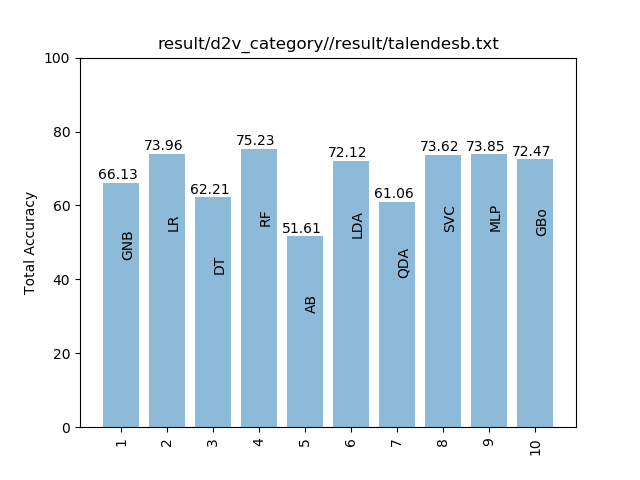 result/d2v_category//result/talendesb.txt
Total Accuracy
100
80
60
40
20
0
66.13
73.96
62.21
75.23
51.61
72.12
61.06
73.62
73.85
72.47
GNB
LR
DT
RF
AB
LDA
QDA
SVC
MLP
GBo
1
2
3
4
5
6
7
8
9
10